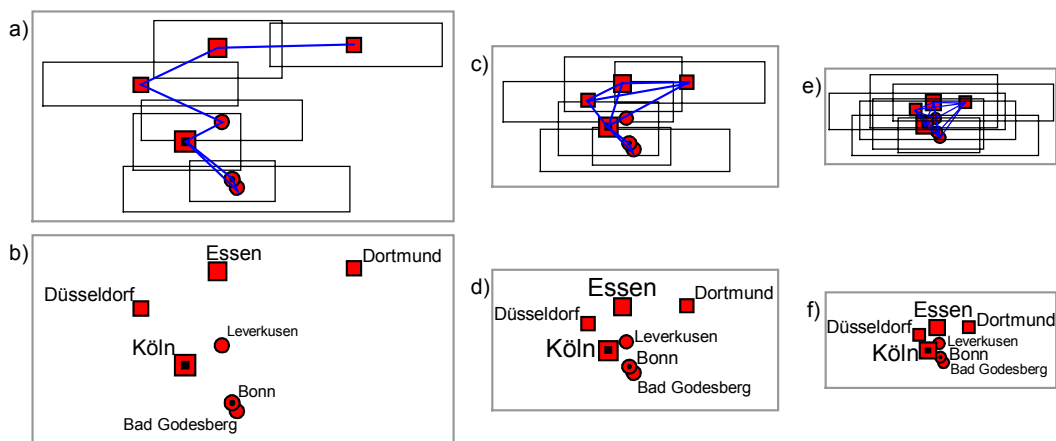 a)
c)
e)
b)
Essen
Dortmund
Düsseldorf
Leverkusen
Köln
Bonn
Bad Godesberg
d)
Essen
Dortmund
Düsseldorf
Leverkusen
Köln
Bonn
Bad Godesberg
f)
Essen
Düsseldorf
Dortmund
Leverkusen
Köln
Bonn
Bad Godesberg